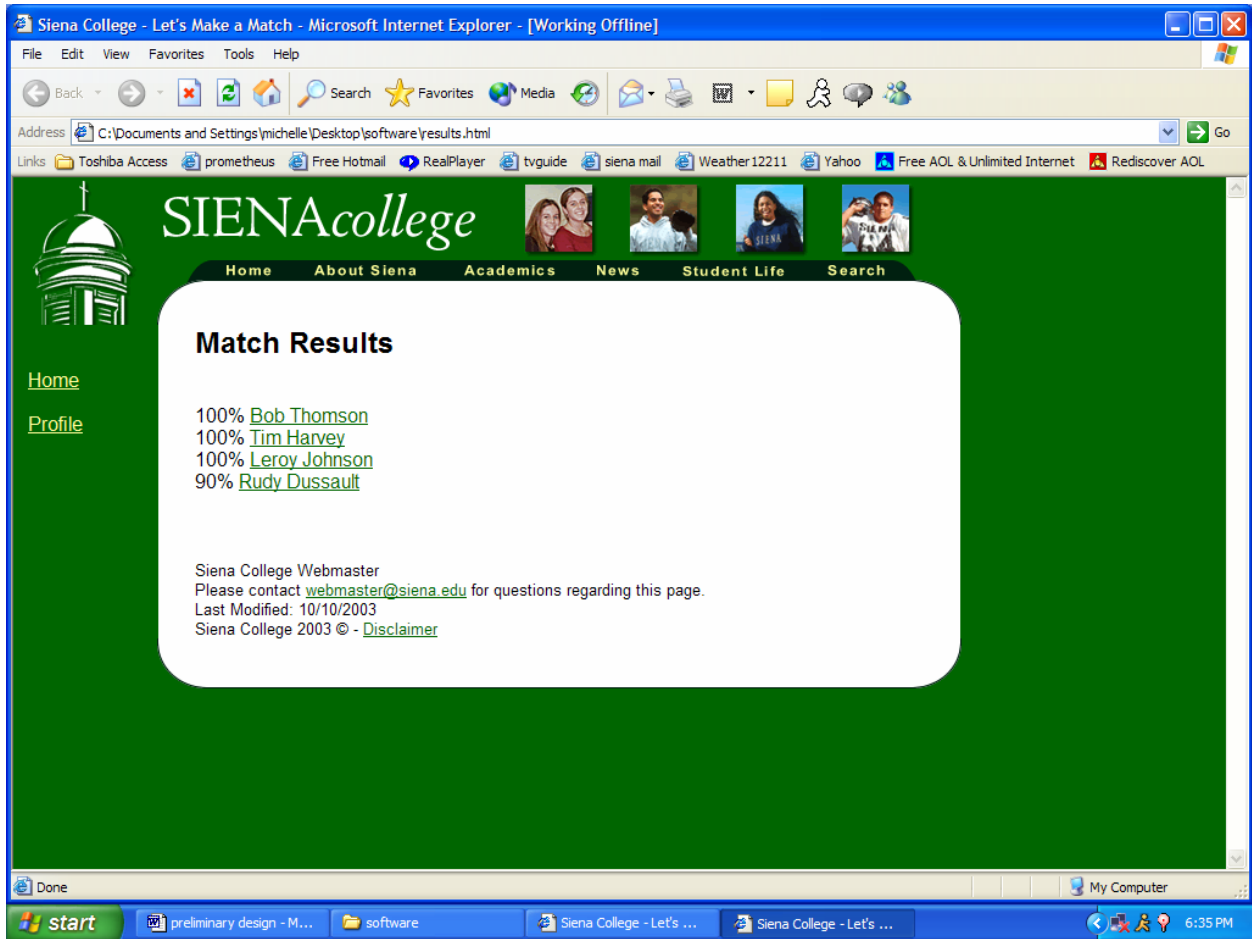 Siena College - Let's Make a Match - Microsoft Internet Explorer - [Working Offline]
File Edit View Favorites Tools Help
Back Search Favorites Media
Address C:\Documents and Settings\michelle\Desktop\software\results.html Go
Links Toshiba Access prometheus Free Hotmail RealPlayer tvguide siena mail Weather12211 Yahoo Free AOL & Unlimited Internet Rediscover AOL
SIENAcollege
Home About Siena Academics News Student Life Search
Match Results
Home
Profile
100% Bob Thomson
100% Tim Harvey
100% Leroy Johnson
90% Rudy Dussault
Siena College Webmaster
Please contact webmaster@siena.edu for questions regarding this page.
Last Modified: 10/10/2003
Siena College 2003 © - Disclaimer
Done My Computer
start preliminary design - M... software Siena College - Let's ... Siena College - Let's ... 6:35 PM